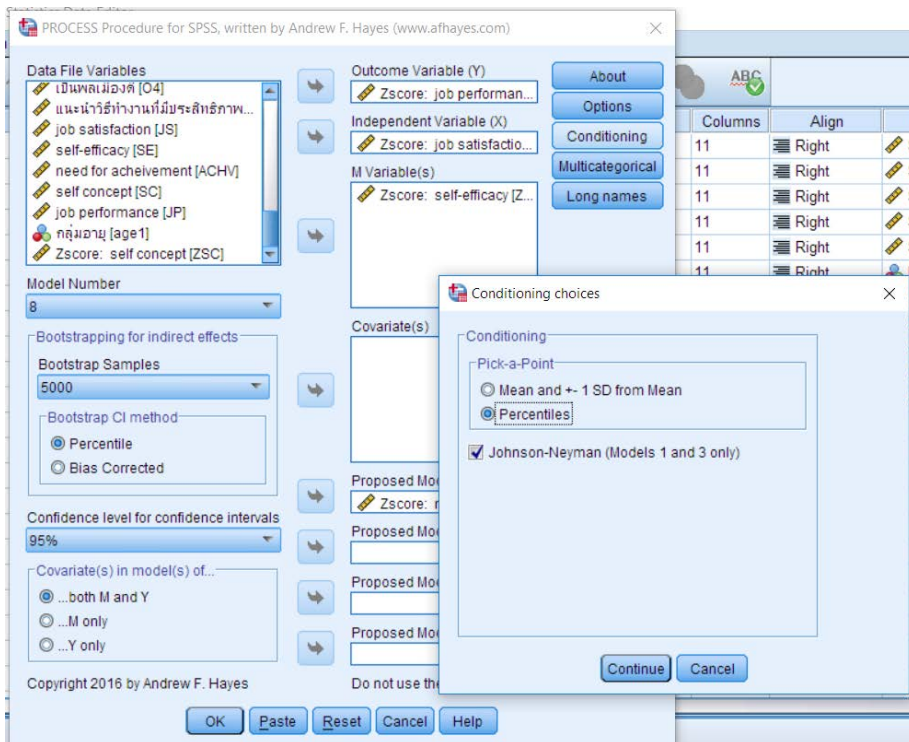 PROCESS Procedure for SPSS, written by Andrew F. Hayes (www.afhayes.com)
Data File Variables
เป็นพลเมืองดี [O4]
แนะนำวิธีทำงานที่มีประสิทธิภาพ...
job satisfaction [JS]
self-efficacy [SE]
need for acheivement [ACHV]
self concept [SC]
job performance [JP]
กลุ่มอายุ [age1]
Zscore: self concept [ZSC]
Model Number
8
Bootstrapping for indirect effects
Bootstrap Samples
5000
Bootstrap CI method
Percentile
Bias Corrected
Confidence level for confidence intervals
95%
Covariate(s) in model(s) of...
...both M and Y
...M only
...Y only
Copyright 2016 by Andrew F. Hayes
Outcome Variable (Y)
Zscore: job performan...
Independent Variable (X)
Zscore: job satisfactio...
M Variable(s)
Zscore: self-efficacy [Z...
Covariate(s)
Proposed Mo
Zscore: r
Proposed Mo
Proposed Mo
Proposed Mo
Do not use the
About
Options
Conditioning
Multicategorical
Long names
OK
Paste
Reset
Cancel
Help
Conditioning choices
Conditioning
Pick-a-Point
Mean and +- 1 SD from Mean
Percentiles
Johnson-Neyman (Models 1 and 3 only)
Continue
Cancel
ABC
Columns
Align
11
Right
11
Right
11
Right
11
Right
11
Right
11
Right